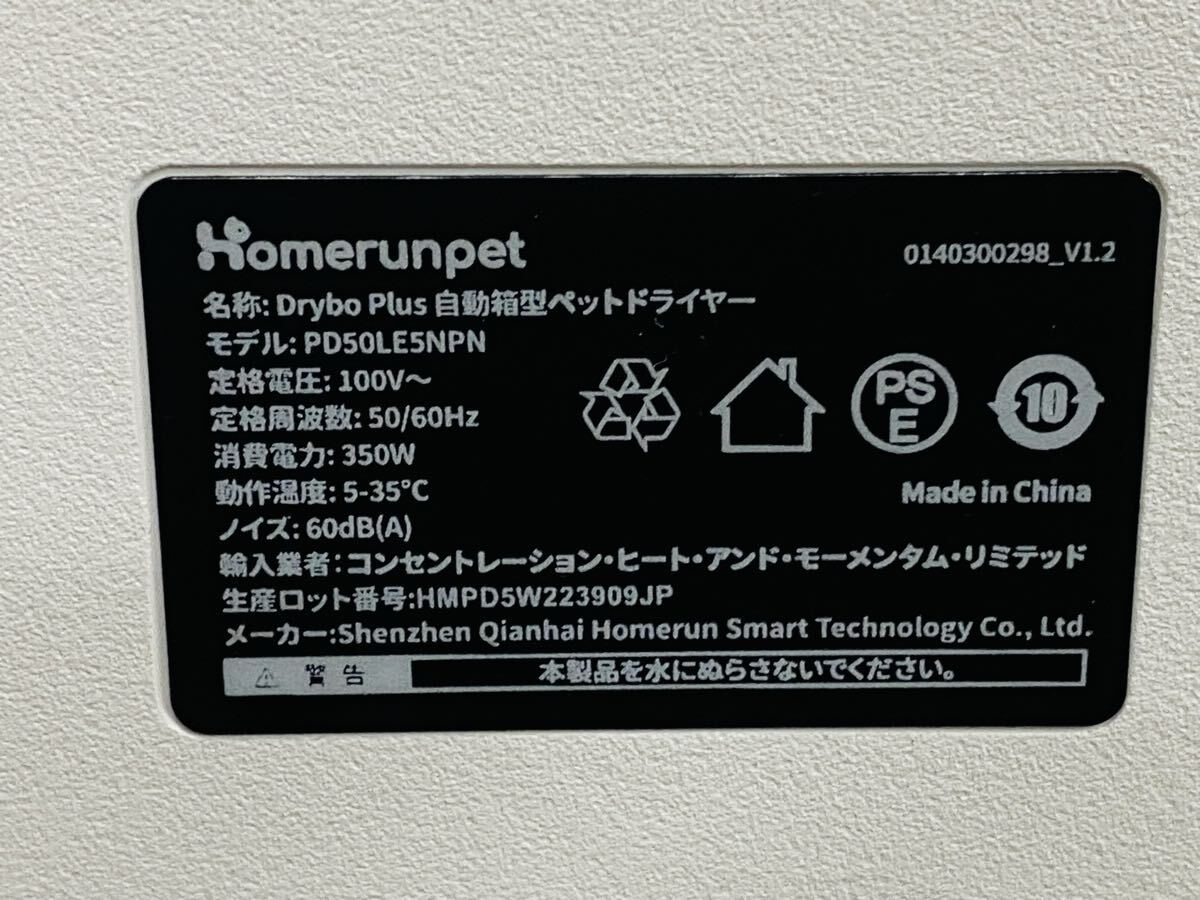 Homerunpet
0140300298_V1.2
名称: Drybo Plus 自動箱型ペットドライヤー
モデル: PD50LE5NPN
定格電圧: 100V～
定格周波数: 50/60Hz
消費電力: 350W
動作温度: 5-35℃
ノイズ: 60dB(A)
PS
E
10
Made in China
輸入業者：コンセントレーション・ヒート・アンド・モーメンタム・リミテッド
生産ロット番号:HMPD5W223909JP
メーカー:Shenzhen Qianhai Homerun Smart Technology Co., Ltd.
⚠ 警告 本製品を水にぬらさないでください。